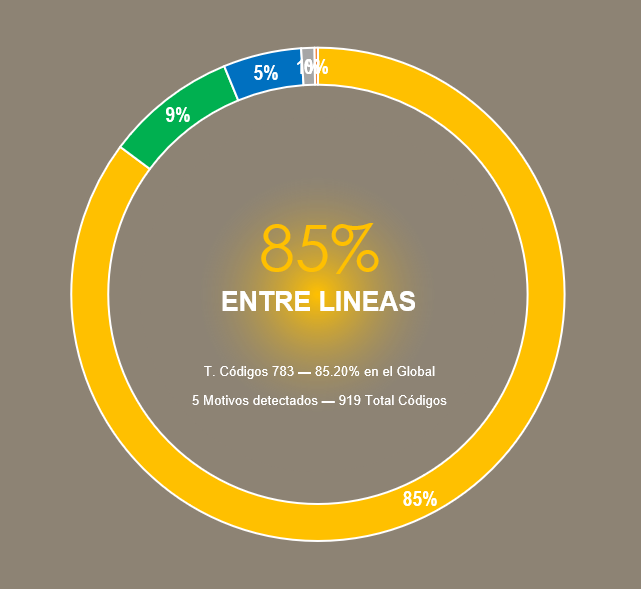 5%
1%
0%
9%
85%
ENTRE LINEAS
T. Códigos 783 — 85.20% en el Global
5 Motivos detectados — 919 Total Códigos
85%